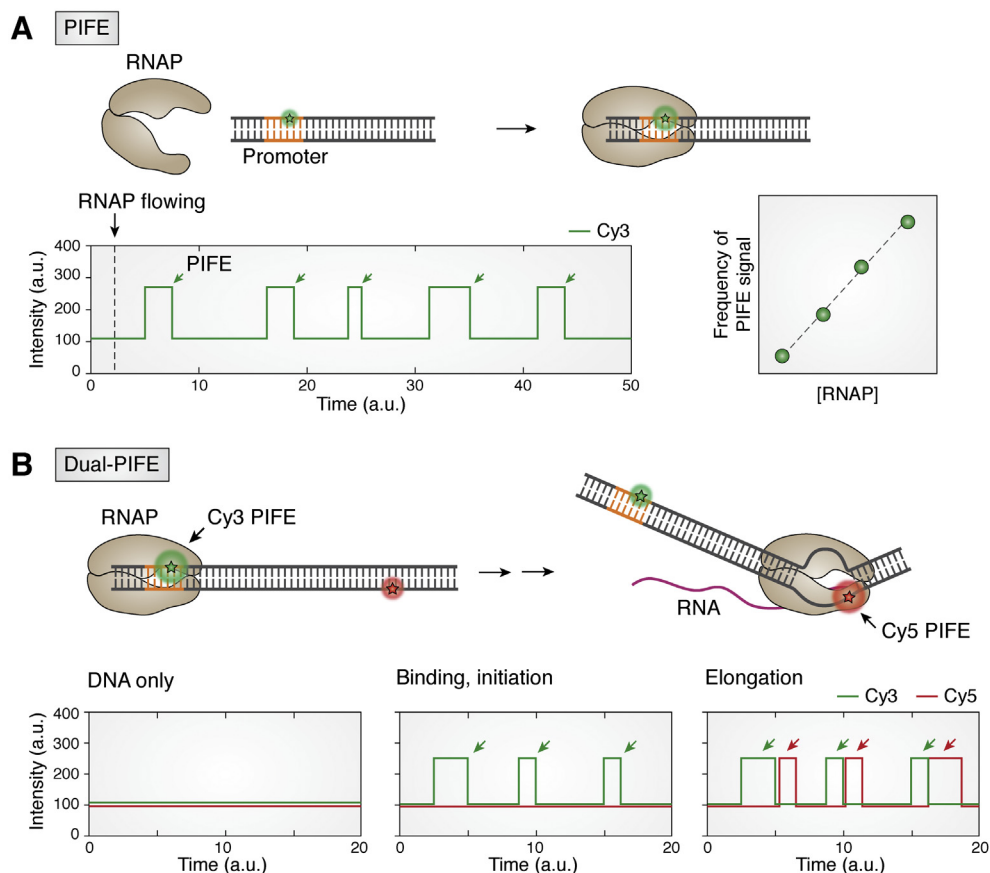 A PIFE
RNAP
Promoter
RNAP flowing
Cy3
PIFE
Intensity (a.u.)
400
300
200
100
0
0 10 20 30 40 50
Time (a.u.)
Frequency of
PIFE signal
[RNAP]
B Dual-PIFE
RNAP
Cy3 PIFE
RNA
Cy5 PIFE
DNA only
Binding, initiation
Elongation
Cy3 Cy5
Intensity (a.u.)
400
300
200
100
0
0 10 20
Time (a.u.)
0 10 20
Time (a.u.)
0 10 20
Time (a.u.)